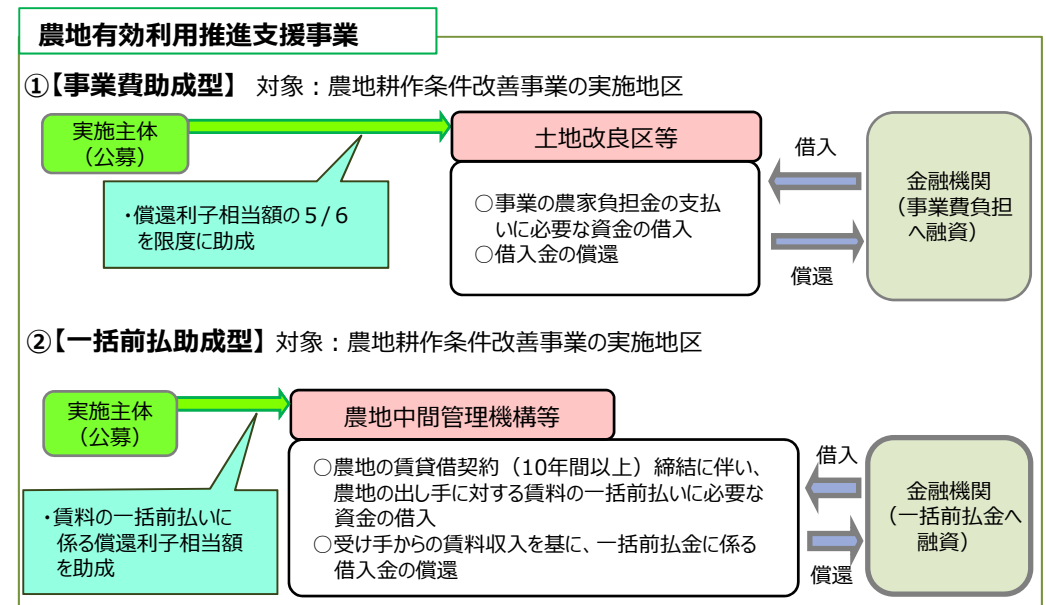 農地有効利用推進支援事業
①【事業費助成型】 対象：農地耕作条件改善事業の実施地区
実施主体
（公募）
・償還利子相当額の５/６
を限度に助成
土地改良区等
○事業の農家負担金の支払
いに必要な資金の借入
○借入金の償還
借入
償還
金融機関
（事業費負担
へ融資）
②【一括前払助成型】 対象：農地耕作条件改善事業の実施地区
実施主体
（公募）
・賃料の一括前払いに
係る償還利子相当額
を助成
農地中間管理機構等
○農地の賃貸借契約（10年間以上）締結に伴い、
農地の出し手に対する賃料の一括前払いに必要な
資金の借入
○受け手からの賃料収入を基に、一括前払金に係る
借入金の償還
借入
償還
金融機関
（一括前払金へ
融資）